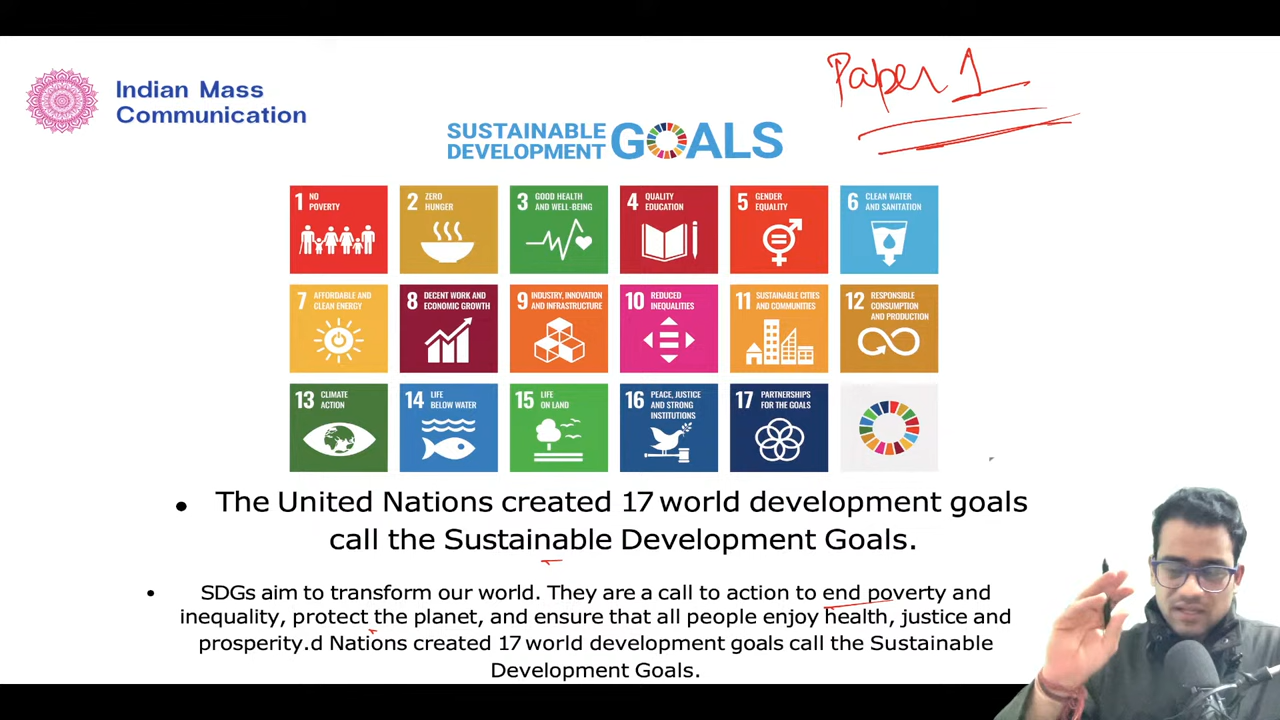 Indian Mass
Communication
Paper 1
SUSTAINABLE
DEVELOPMENT
GOALS
1 NO
POVERTY
2 ZERO
HUNGER
3 GOOD HEALTH
AND WELL-BEING
4 QUALITY
EDUCATION
5 GENDER
EQUALITY
6 CLEAN WATER
AND SANITATION
7 AFFORDABLE AND
CLEAN ENERGY
8 DECENT WORK AND
ECONOMIC GROWTH
9 INDUSTRY, INNOVATION
AND INFRASTRUCTURE
10 REDUCED
INEQUALITIES
11 SUSTAINABLE CITIES
AND COMMUNITIES
12 RESPONSIBLE
CONSUMPTION
AND PRODUCTION
13 CLIMATE
ACTION
14 LIFE
BELOW WATER
15 LIFE
ON LAND
16 PEACE, JUSTICE
AND STRONG
INSTITUTIONS
17 PARTNERSHIPS
FOR THE GOALS
• The United Nations created 17 world development goals
call the Sustainable Development Goals.
• SDGs aim to transform our world. They are a call to action to end poverty and
inequality, protect the planet, and ensure that all people enjoy health, justice and
prosperity.d Nations created 17 world development goals call the Sustainable
Development Goals.